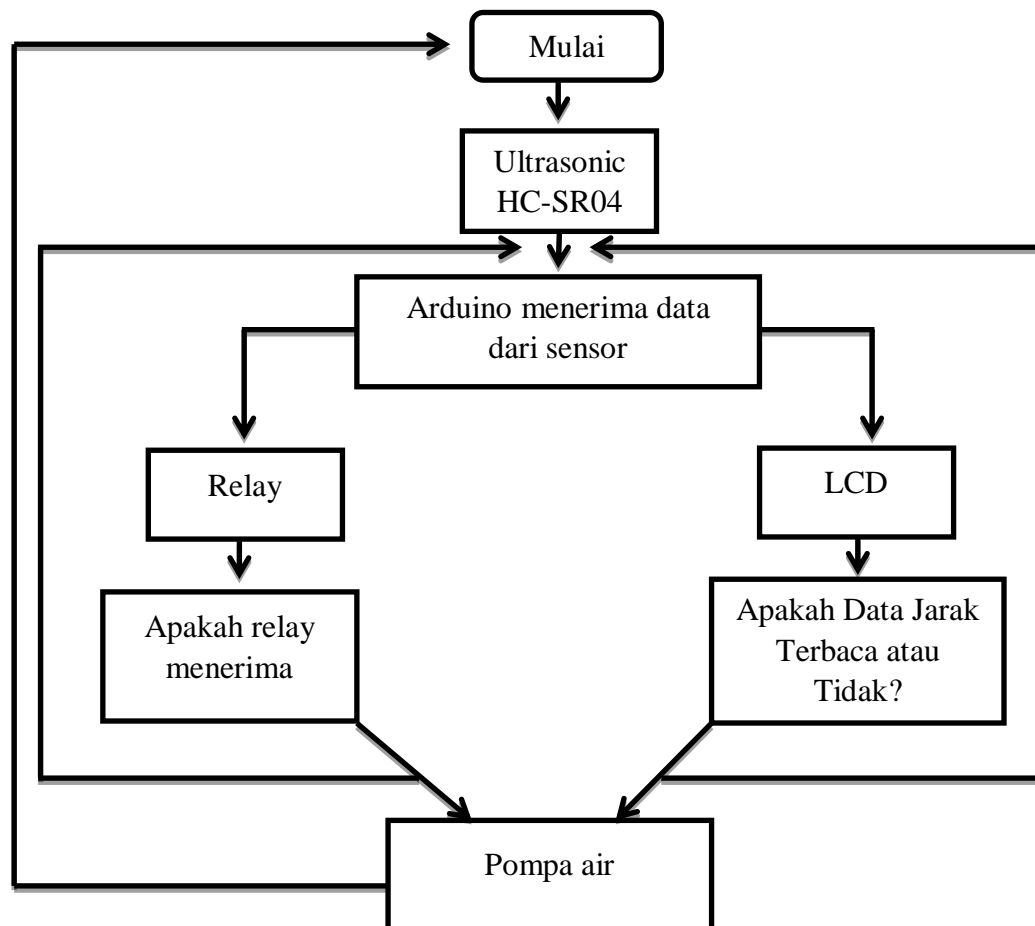 Mulai
Ultrasonic
HC-SR04
Arduino menerima data
dari sensor
Relay
LCD
Apakah relay
menerima
Apakah Data Jarak
Terbaca atau
Tidak?
Pompa air